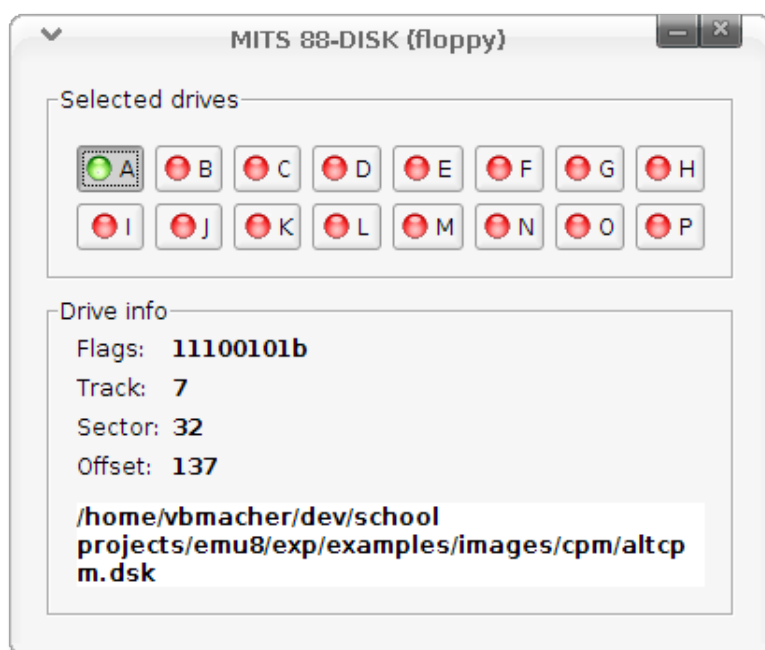 MITS 88-DISK (floppy)
Selected drives
A B C D E F G H
I J K L M N O P
Drive info
Flags: 11100101b
Track: 7
Sector: 32
Offset: 137
/home/vbmacher/dev/school
projects/emu8/exp/examples/images/cpm/altcp
m.dsk